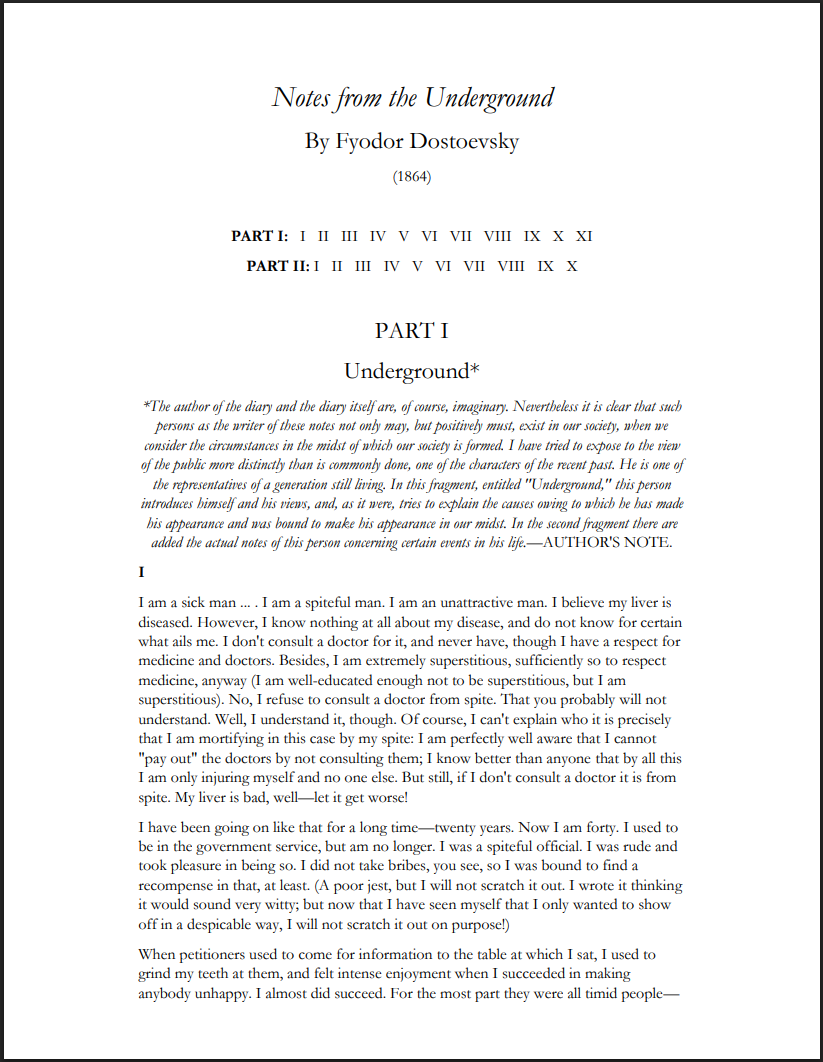 Notes from the Underground
By Fyodor Dostoevsky
(1864)
PART I: I II III IV V VI VII VIII IX X XI
PART II: I II III IV V VI VII VIII IX X
PART I
Underground*
*The author of the diary and the diary itself are, of course, imaginary. Nevertheless it is clear that such
persons as the writer of these notes not only may, but positively must, exist in our society, when we
consider the circumstances in the midst of which our society is formed. I have tried to expose to the view
of the public more distinctly than is commonly done, one of the characters of the recent past. He is one of
the representatives of a generation still living. In this fragment, entitled "Underground," this person
introduces himself and his views, and, as it were, tries to explain the causes owing to which he has made
his appearance and was bound to make his appearance in our midst. In the second fragment there are
added the actual notes of this person concerning certain events in his life.—AUTHOR'S NOTE.
I
I am a sick man ... . I am a spiteful man. I am an unattractive man. I believe my liver is
diseased. However, I know nothing at all about my disease, and do not know for certain
what ails me. I don't consult a doctor for it, and never have, though I have a respect for
medicine and doctors. Besides, I am extremely superstitious, sufficiently so to respect
medicine, anyway (I am well-educated enough not to be superstitious, but I am
superstitious). No, I refuse to consult a doctor from spite. That you probably will not
understand. Well, I understand it, though. Of course, I can't explain who it is precisely
that I am mortifying in this case by my spite: I am perfectly well aware that I cannot
"pay out" the doctors by not consulting them; I know better than anyone that by all this
I am only injuring myself and no one else. But still, if I don't consult a doctor it is from
spite. My liver is bad, well—let it get worse!
I have been going on like that for a long time—twenty years. Now I am forty. I used to
be in the government service, but am no longer. I was a spiteful official. I was rude and
took pleasure in being so. I did not take bribes, you see, so I was bound to find a
recompense in that, at least. (A poor jest, but I will not scratch it out. I wrote it thinking
it would sound very witty; but now that I have seen myself that I only wanted to show
off in a despicable way, I will not scratch it out on purpose!)
When petitioners used to come for information to the table at which I sat, I used to
grind my teeth at them, and felt intense enjoyment when I succeeded in making
anybody unhappy. I almost did succeed. For the most part they were all timid people—